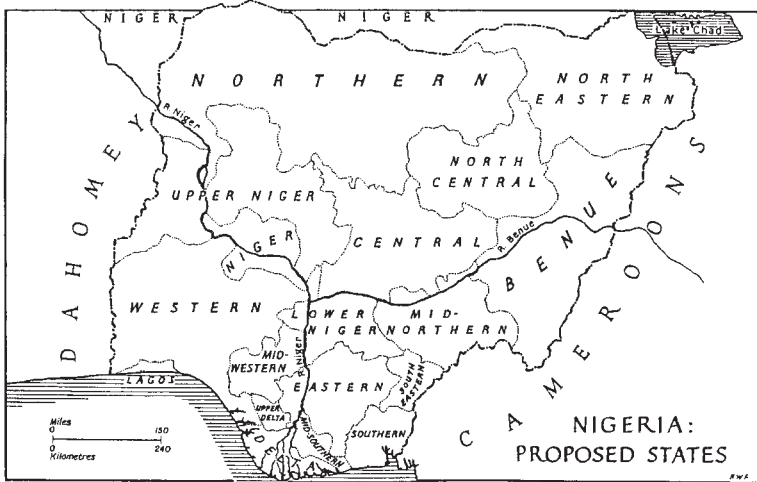 NIGER
NIGER
Lake Chad
NORTHERN
NORTH
EASTERN
R. Niger
DAHOMEY
NORTH
CENTRAL
UPPER NIGER
CENTRAL
R. Benue
BENUE
CAMEROONS
NIGER
WESTERN
LOWER
NIGER
MID-
NORTHERN
MID-
WESTERN
R. Niger
EASTERN
SOUTH
EASTERN
LAGOS
UPPER
DELTA
MID-SOUTHERN
SOUTHERN
Miles
0 150
0 240
Kilometres
NIGERIA:
PROPOSED STATES